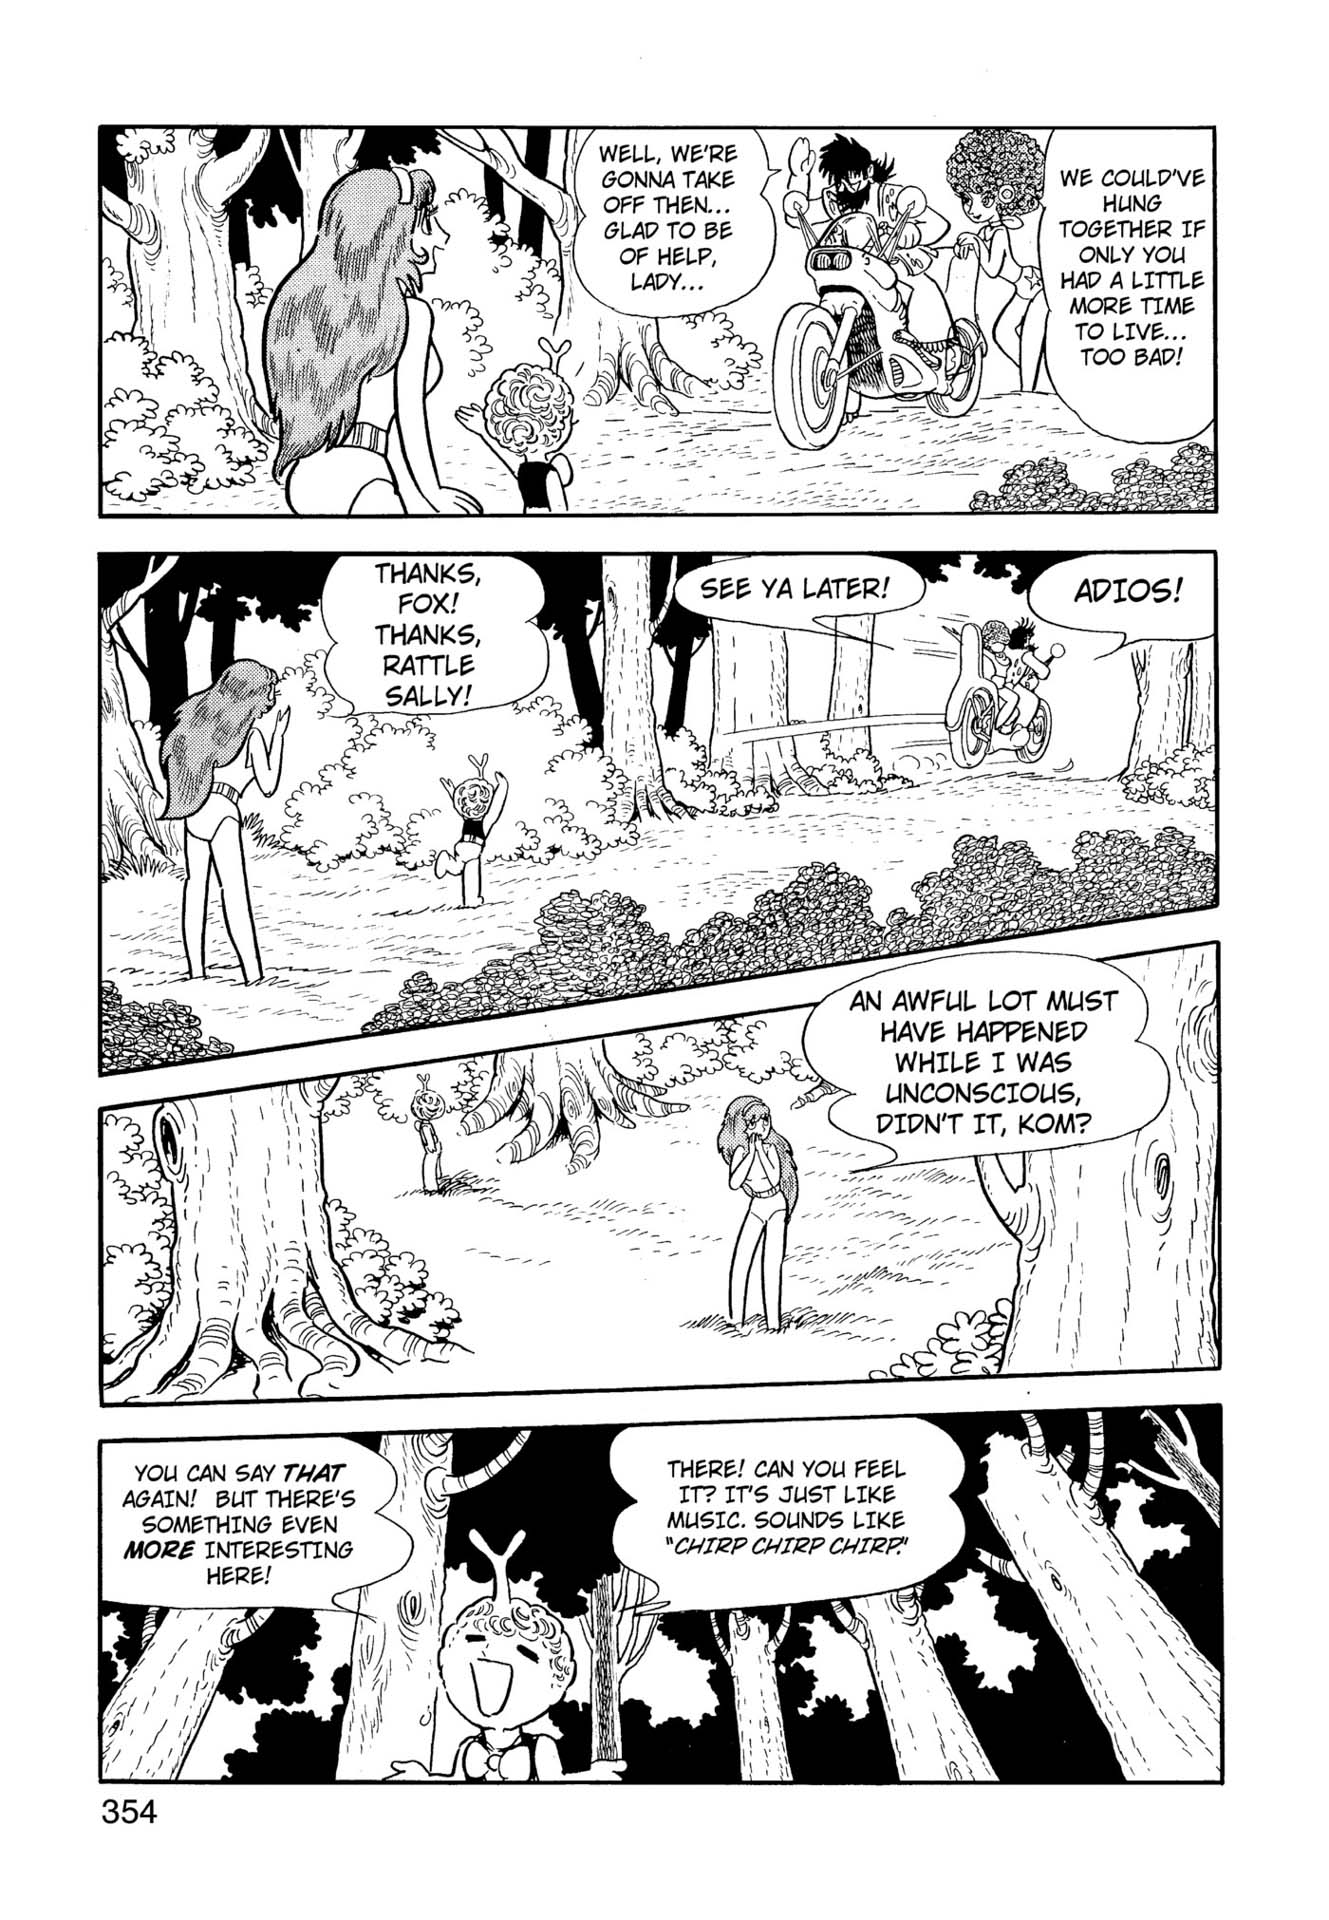 WELL, WE'RE
GONNA TAKE
OFF THEN...
GLAD TO BE
OF HELP,
LADY...
WE COULD'VE
HUNG
TOGETHER IF
ONLY YOU
HAD A LITTLE
MORE TIME
TO LIVE...
TOO BAD!
THANKS,
FOX!
THANKS,
RATTLE
SALLY!
SEE YA LATER!
ADIOS!
AN AWFUL LOT MUST
HAVE HAPPENED
WHILE I WAS
UNCONSCIOUS,
DIDN'T IT, KOM?
YOU CAN SAY THAT
AGAIN! BUT THERE'S
SOMETHING EVEN
MORE INTERESTING
HERE!
THERE! CAN YOU FEEL
IT? IT'S JUST LIKE
MUSIC. SOUNDS LIKE
"CHIRP CHIRP CHIRP."
354